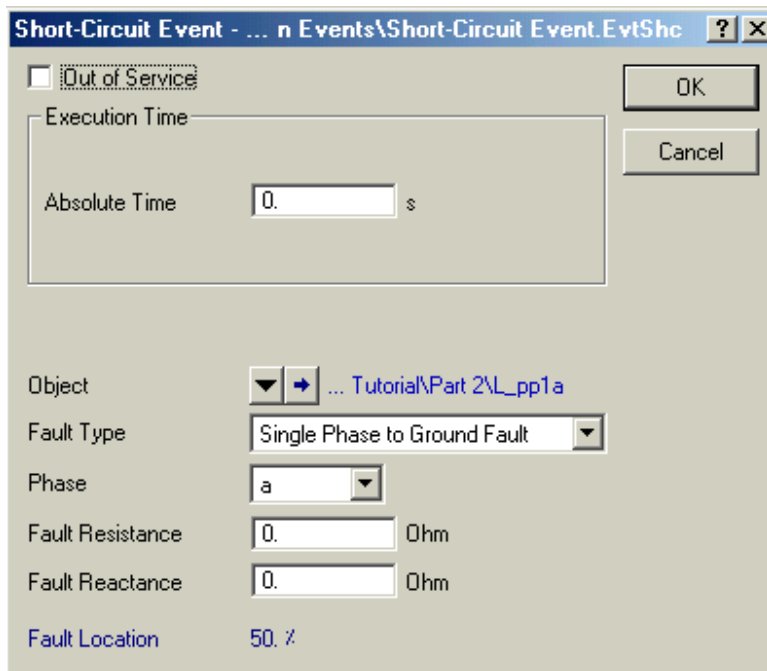 Short-Circuit Event - ... n Events\Short-Circuit Event.EvtShc ? X
Out of Service
OK
Execution Time
Cancel
Absolute Time 0. s
Object ... Tutorial\Part 2\L_pp1a
Fault Type Single Phase to Ground Fault
Phase a
Fault Resistance 0. Ohm
Fault Reactance 0. Ohm
Fault Location 50. %